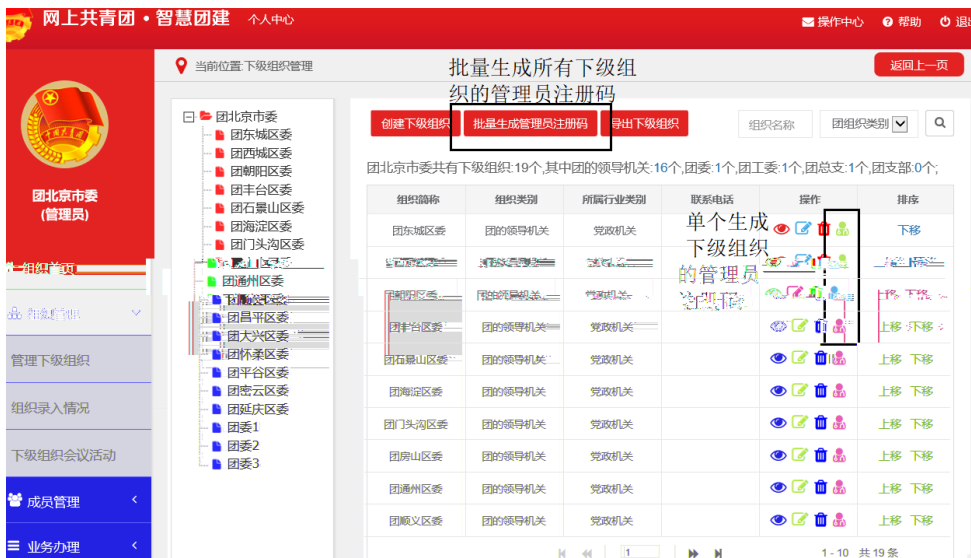 网上共青团·智慧团建 个人中心
操作中心 帮助 退出
当前位置:下级组织管理
返回上一页
批量生成所有下级组
织的管理员注册码
团北京市委
(管理员)
组织首页
管理下级组织
组织录入情况
下级组织会议活动
成员管理
业务办理
团北京市委
团东城区委
团西城区委
团朝阳区委
团丰台区委
团石景山区委
团海淀区委
团门头沟区委
团通州区委
团昌平区委
团大兴区委
团怀柔区委
团平谷区委
团密云区委
团延庆区委
团委1
团委2
团委3
创建下级组织 批量生成管理员注册码 导出下级组织 组织名称 团组织类别
团北京市委共有下级组织:19个,其中团的领导机关:16个,团委:1个,团工委:1个,团总支:1个,团支部:0个;
组织简称 组织类别 所属行业类别 联系电话 操作 排序
团东城区委 团的领导机关 党政机关 下移
单个生成
下级组织
的管理员
团丰台区委 团的领导机关 党政机关 上移 下移
团石景山区委 团的领导机关 党政机关 上移 下移
团海淀区委 团的领导机关 党政机关 上移 下移
团门头沟区委 团的领导机关 党政机关 上移 下移
团房山区委 团的领导机关 党政机关 上移 下移
团通州区委 团的领导机关 党政机关 上移 下移
团顺义区委 团的领导机关 党政机关 上移 下移
1 1 - 10 共 19 条